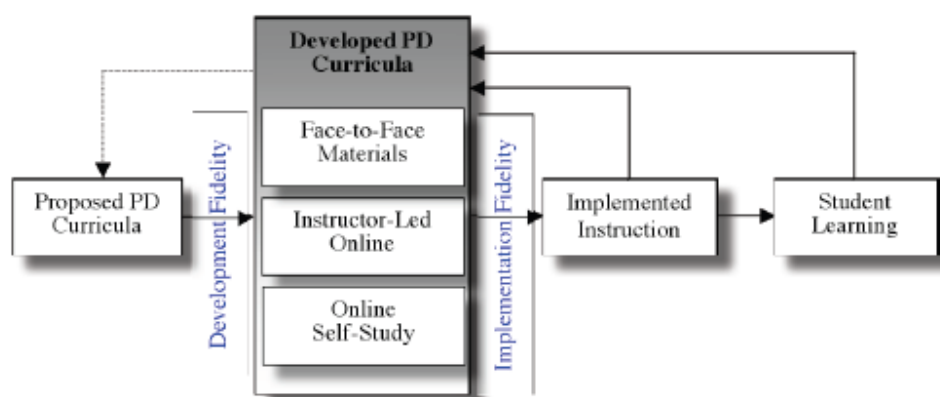 Developed PD
Curricula
Face-to-Face
Materials
Instructor-Led
Online
Online
Self-Study
Proposed PD
Curricula
Development Fidelity
Implementation Fidelity
Implemented
Instruction
Student
Learning